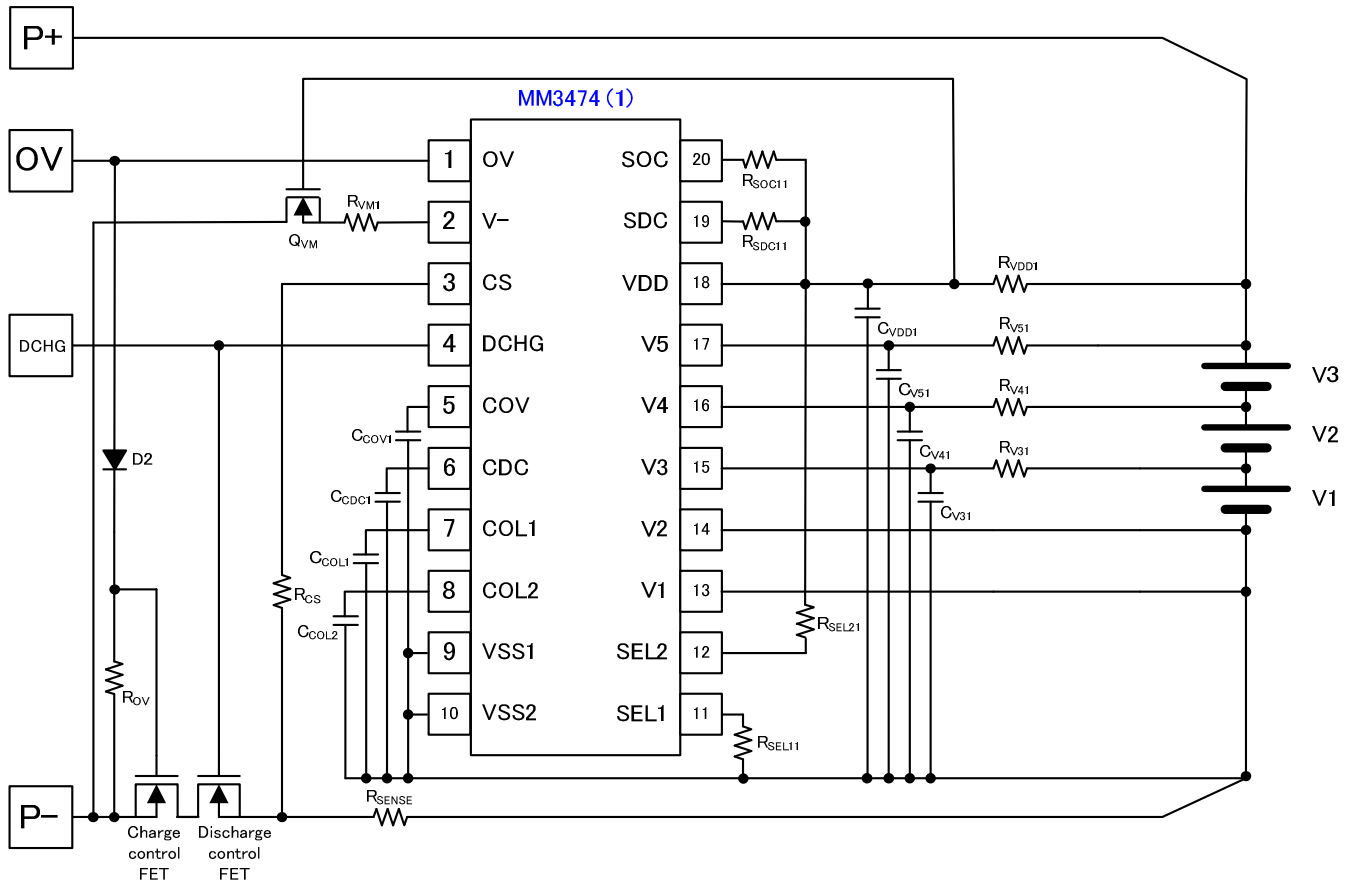 P+
MM3474 (1)
OV
1 OV
SOC 20
RSOC11
RVM1
QVM
2 V-
SDC 19
RSDC11
3 CS
VDD 18
RVDD1
CVDD1
DCHG
4 DCHG
V5 17
RV51
CV51
V3
5 COV
V4 16
RV41
CV41
V2
CCOV1
D2
6 CDC
V3 15
RV31
CV31
V1
CCDC1
7 COL1
V2 14
CCOL1
8 COL2
V1 13
RCS
CCOL2
RSEL21
9 VSS1
SEL2 12
ROV
10 VSS2
SEL1 11
RSEL11
P-
RSENSE
Charge
control
FET
Discharge
control
FET